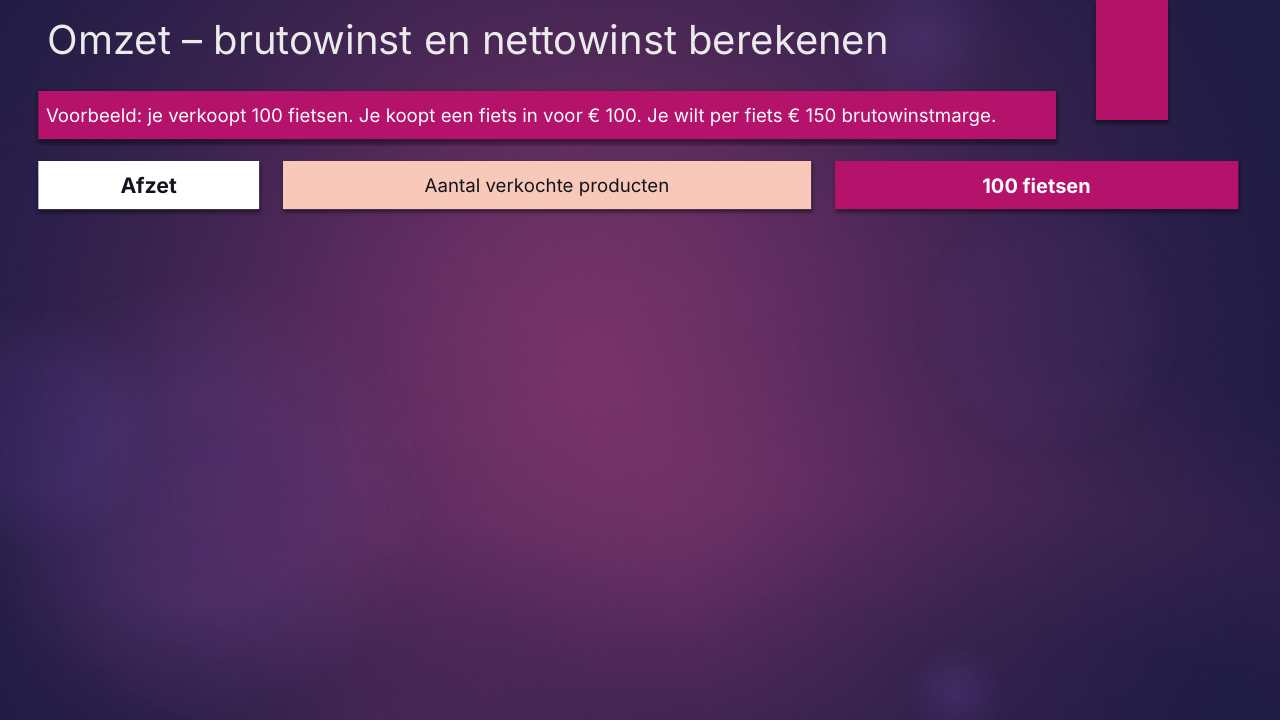 Omzet – brutowinst en nettowinst berekenen
Voorbeeld: je verkoopt 100 fietsen. Je koopt een fiets in voor € 100. Je wilt per fiets € 150 brutowinstmarge.
Afzet
Aantal verkochte producten
100 fietsen